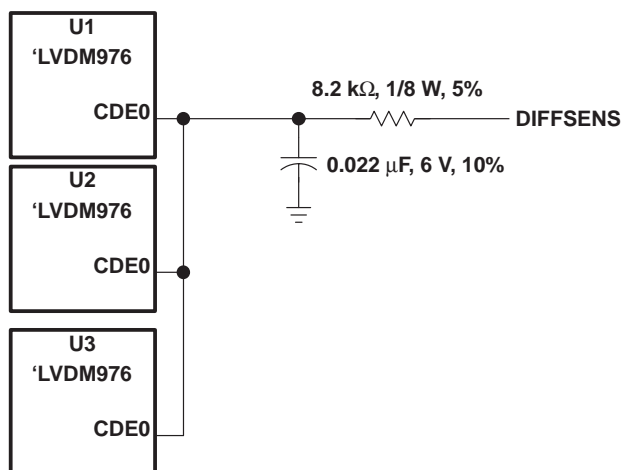 U1
‘LVDM976
CDE0
8.2 kΩ, 1/8 W, 5%
DIFFSENS
0.022 μF, 6 V, 10%
U2
‘LVDM976
CDE0
U3
‘LVDM976
CDE0